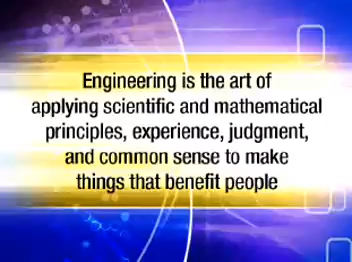 Engineering is the art of
applying scientific and mathematical
principles, experience, judgment,
and common sense to make
things that benefit people